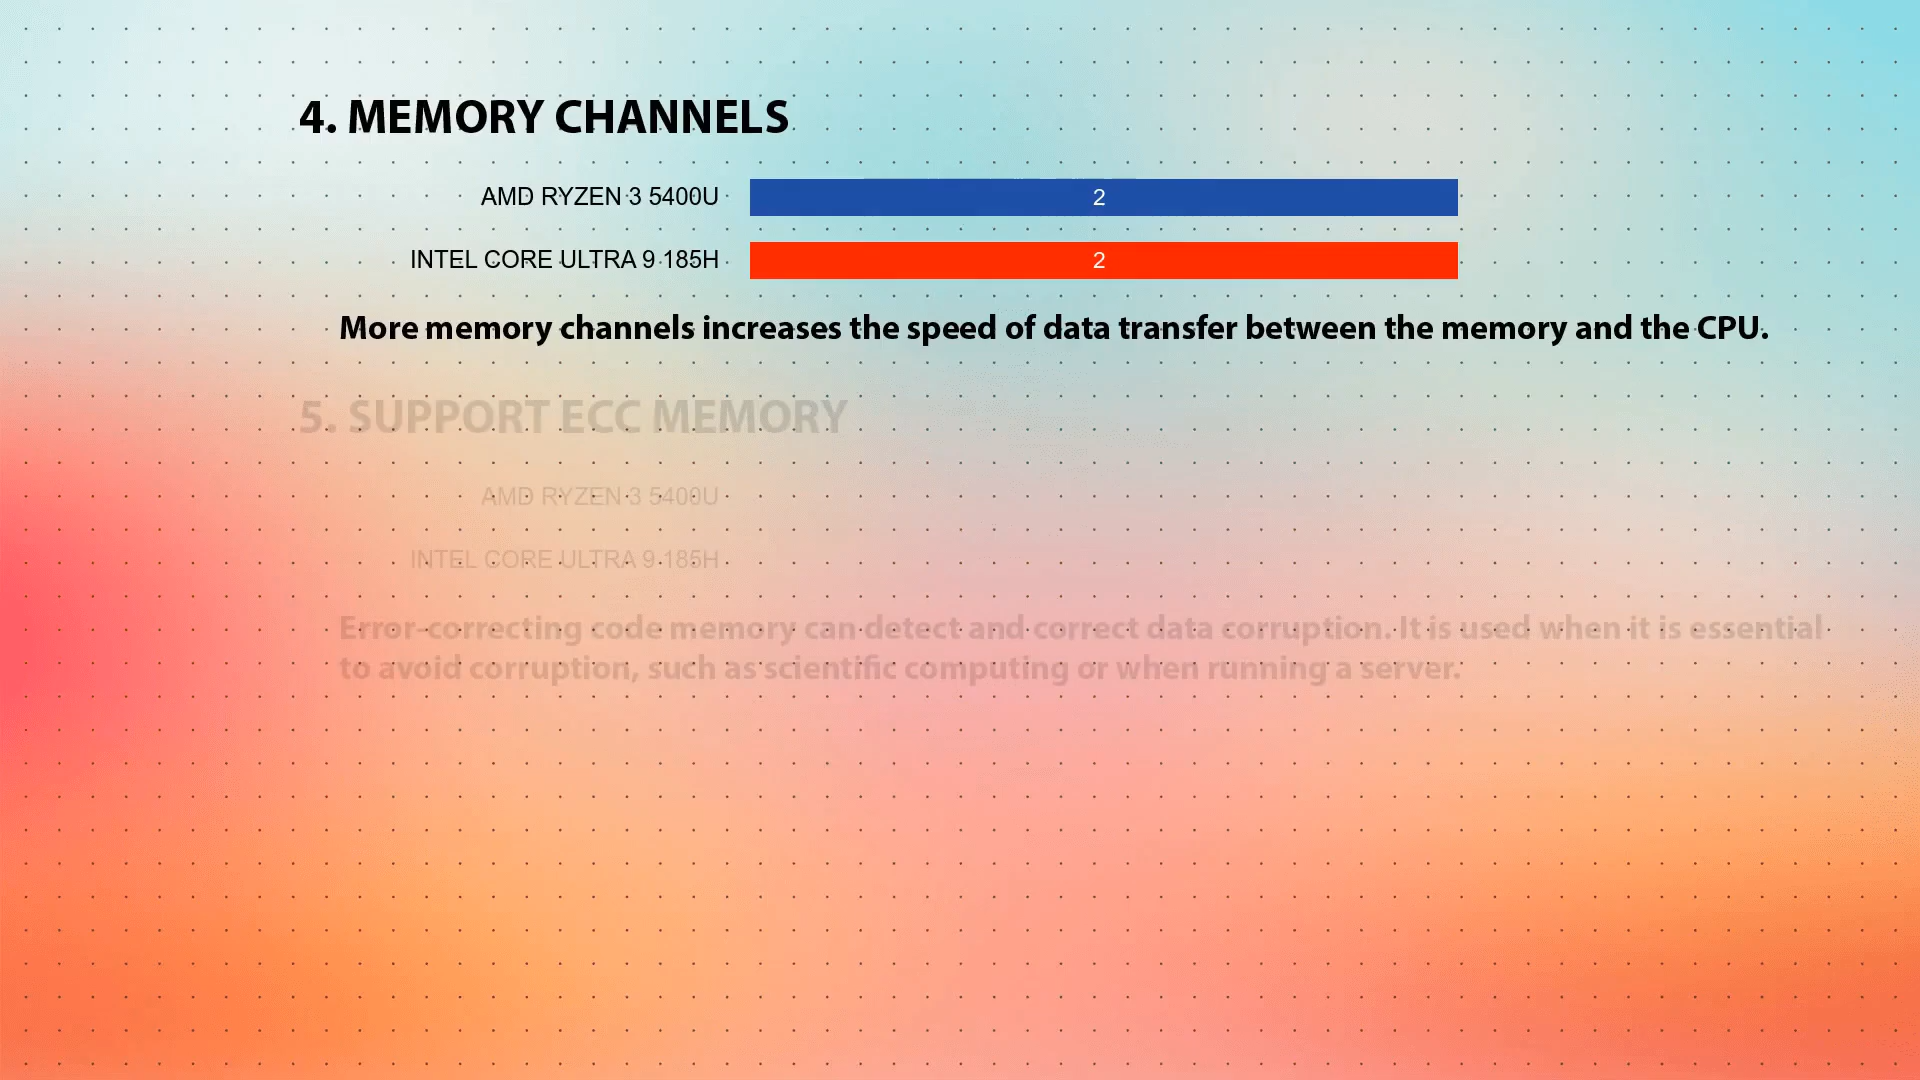 4. MEMORY CHANNELS
AMD RYZEN 3 5400U
2
INTEL CORE ULTRA 9 185H
2
More memory channels increases the speed of data transfer between the memory and the CPU.
5. SUPPORT ECC MEMORY
AMD RYZEN 3 5400U
INTEL CORE ULTRA 9 185H
Error-correcting code memory can detect and correct data corruption. It is used when it is essential
to avoid corruption, such as scientific computing or when running a server.